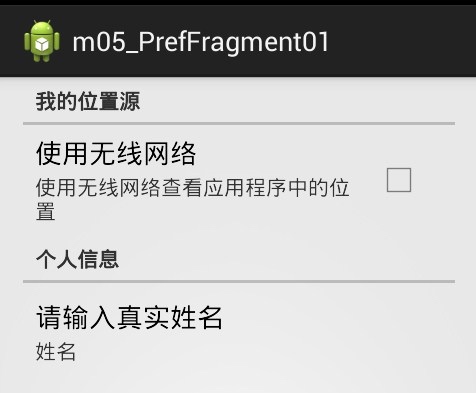 m05_PrefFragment01
我的位置源
使用无线网络
使用无线网络查看应用程序中的位
置
个人信息
请输入真实姓名
姓名